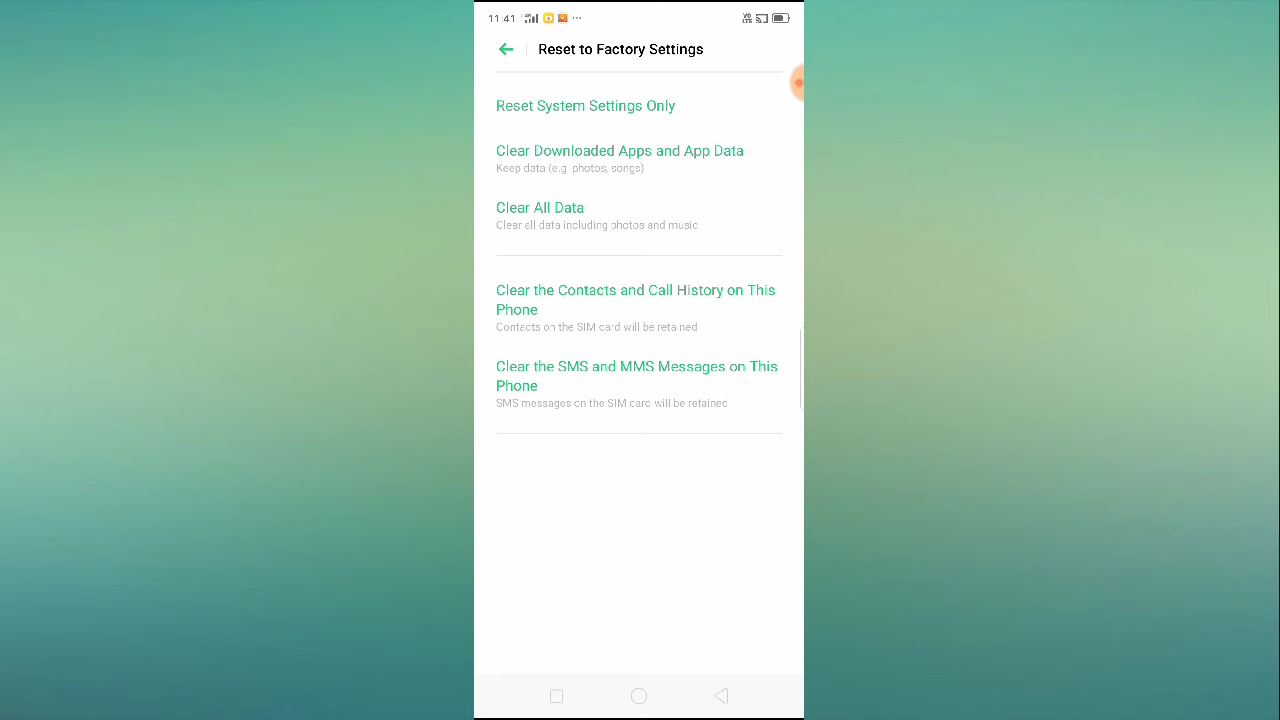 11:41
Reset to Factory Settings
Reset System Settings Only
Clear Downloaded Apps and App Data
Keep data (e.g. photos, songs)
Clear All Data
Clear all data including photos and music
Clear the Contacts and Call History on This
Phone
Contacts on the SIM card will be retained
Clear the SMS and MMS Messages on This
Phone
SMS messages on the SIM card will be retained